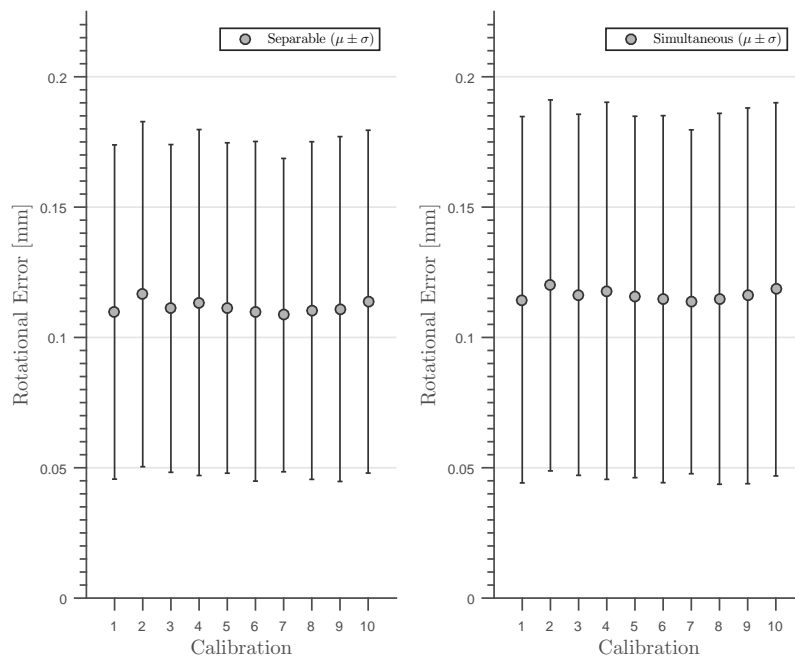 Separable (μ ± σ)
0.2
0.15
0.1
0.05
0
Rotational Error [mm]
1 2 3 4 5 6 7 8 9 10
Calibration
Simultaneous (μ ± σ)
0.2
0.15
0.1
0.05
0
Rotational Error [mm]
1 2 3 4 5 6 7 8 9 10
Calibration